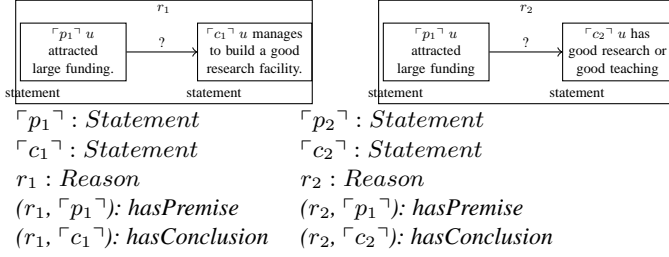 r₁
⌜p₁⌝ u
attracted
large funding.
?
⌜c₁⌝ u manages
to build a good
research facility.
statement
statement
r₂
⌜p₁⌝ u
attracted
large funding
?
⌜c₂⌝ u has
good research or
good teaching
statement
statement
⌜p₁⌝ : Statement
⌜c₁⌝ : Statement
r₁ : Reason
(r₁, ⌜p₁⌝): hasPremise
(r₁, ⌜c₁⌝): hasConclusion
⌜p₂⌝ : Statement
⌜c₂⌝ : Statement
r₂ : Reason
(r₂, ⌜p₁⌝): hasPremise
(r₂, ⌜c₂⌝): hasConclusion